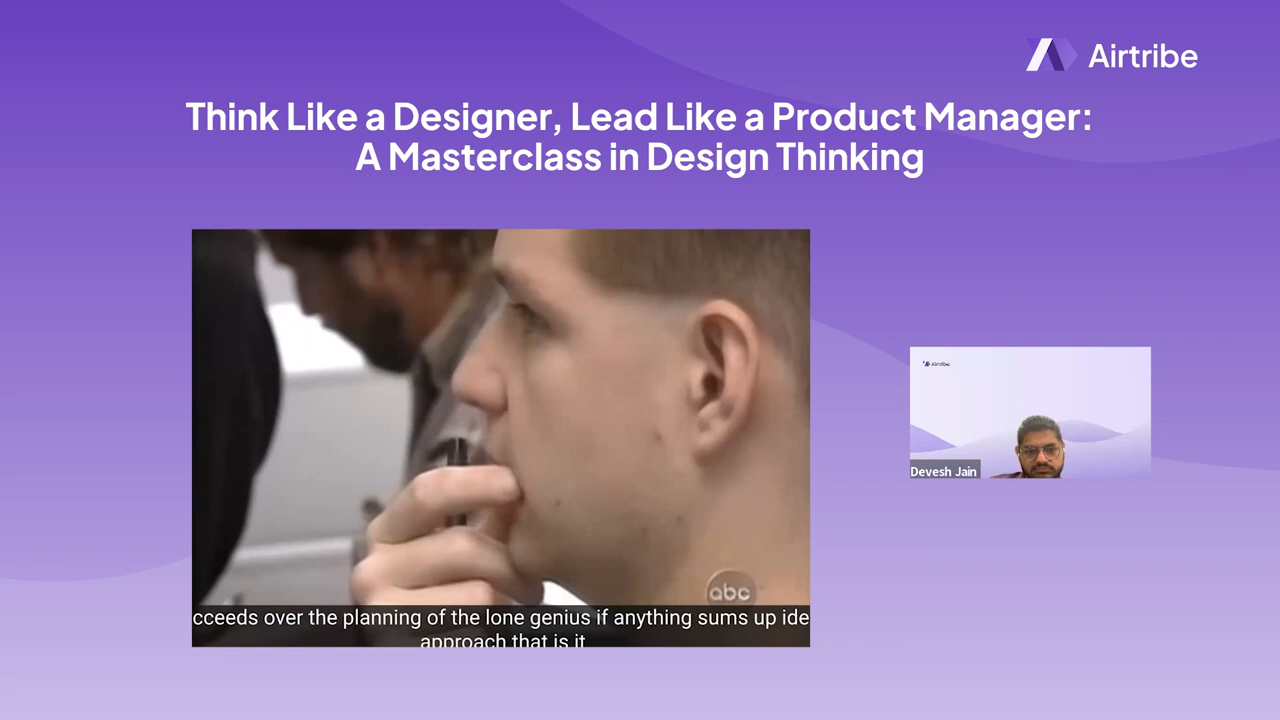 Airtribe
Think Like a Designer, Lead Like a Product Manager:
A Masterclass in Design Thinking
Airtribe
Devesh Jain
abc
cceeds over the planning of the lone genius if anything sums up ide
approach that is it